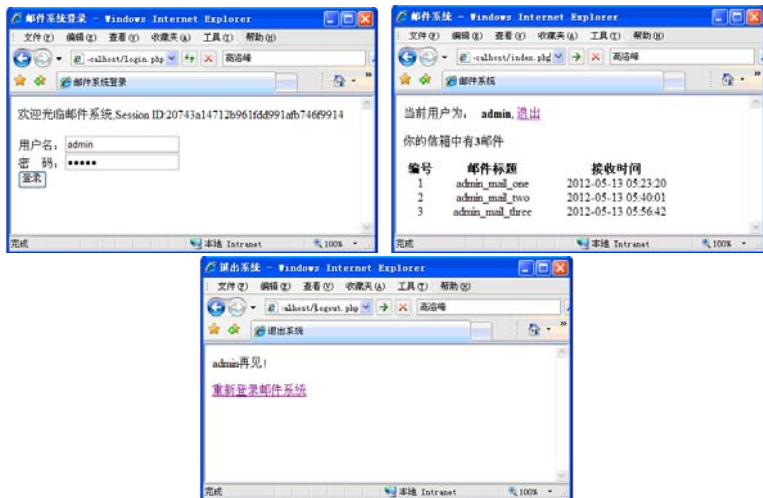 邮件系统登录 - Windows Internet Explorer
文件(F) 编辑(E) 查看(V) 收藏夹(A) 工具(T) 帮助(H)
-calhost/login.php 高洛峰
邮件系统登录
欢迎光临邮件系统,Session ID:20743a14712b961fdd991afb746f9914
用户名: admin
密 码: •••••
登录
完成 本地 Intranet 100%
邮件系统 - Windows Internet Explorer
文件(F) 编辑(E) 查看(V) 收藏夹(A) 工具(T) 帮助(H)
-calhost/index.php 高洛峰
邮件系统
当前用户为: admin, 退出
你的信箱中有3邮件
编号 邮件标题 接收时间
1 admin_mail_one 2012-05-13 05:23:20
2 admin_mail_two 2012-05-13 05:40:01
3 admin_mail_three 2012-05-13 05:56:42
完成 本地 Intranet 100%
退出系统 - Windows Internet Explorer
文件(F) 编辑(E) 查看(V) 收藏夹(A) 工具(T) 帮助(H)
-alhost/logout.php 高洛峰
退出系统
admin再见!
重新登录邮件系统
完成 本地 Intranet 100%